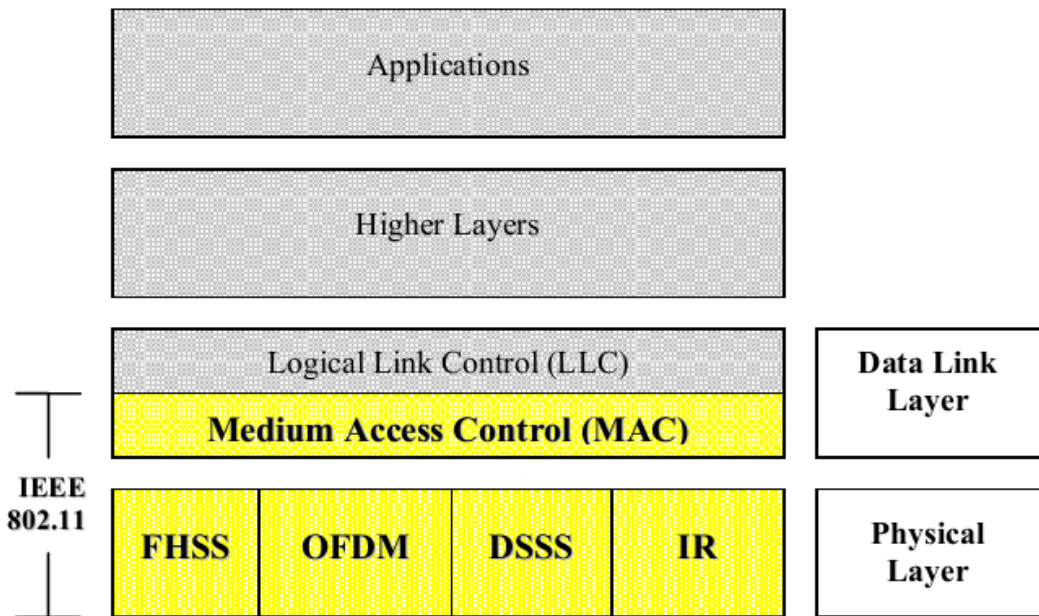 Applications
Higher Layers
Logical Link Control (LLC)
Data Link
Layer
Medium Access Control (MAC)
IEEE
802.11
FHSS
OFDM
DSSS
IR
Physical
Layer